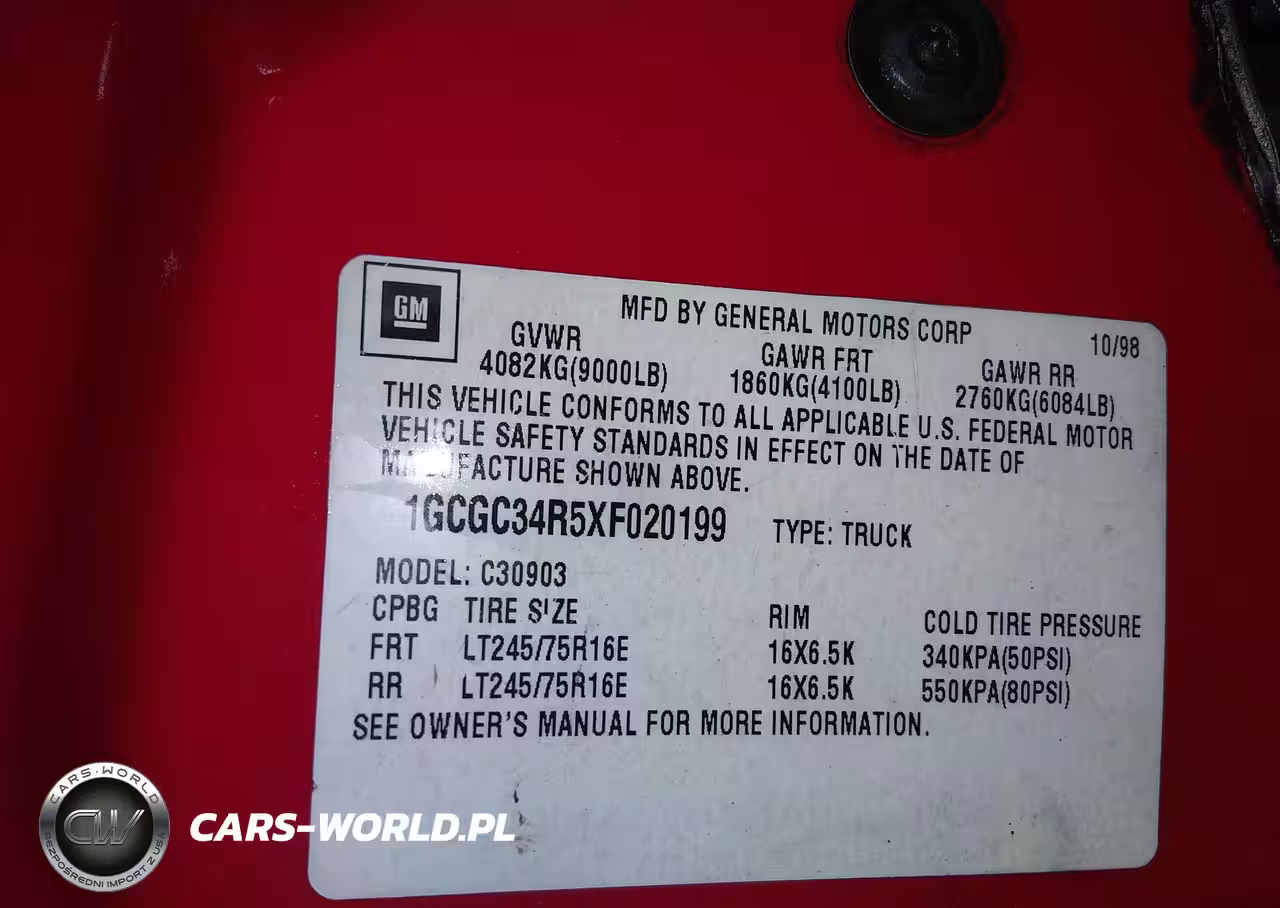 GM
MFD BY GENERAL MOTORS CORP
10/98
GVWR GAWR FRT GAWR RR
4082KG(9000LB) 1860KG(4100LB) 2760KG(6084LB)
THIS VEHICLE CONFORMS TO ALL APPLICABLE U.S. FEDERAL MOTOR
VEHICLE SAFETY STANDARDS IN EFFECT ON THE DATE OF
MANUFACTURE SHOWN ABOVE.
1GCGC34R5XF020199 TYPE: TRUCK
MODEL: C30903
CPBG TIRE SIZE RIM COLD TIRE PRESSURE
FRT LT245/75R16E 16X6.5K 340KPA(50PSI)
RR LT245/75R16E 16X6.5K 550KPA(80PSI)
SEE OWNER'S MANUAL FOR MORE INFORMATION.
CARS-WORLD
CW
BEZPOŚREDNI IMPORT Z USA
CARS-WORLD.PL